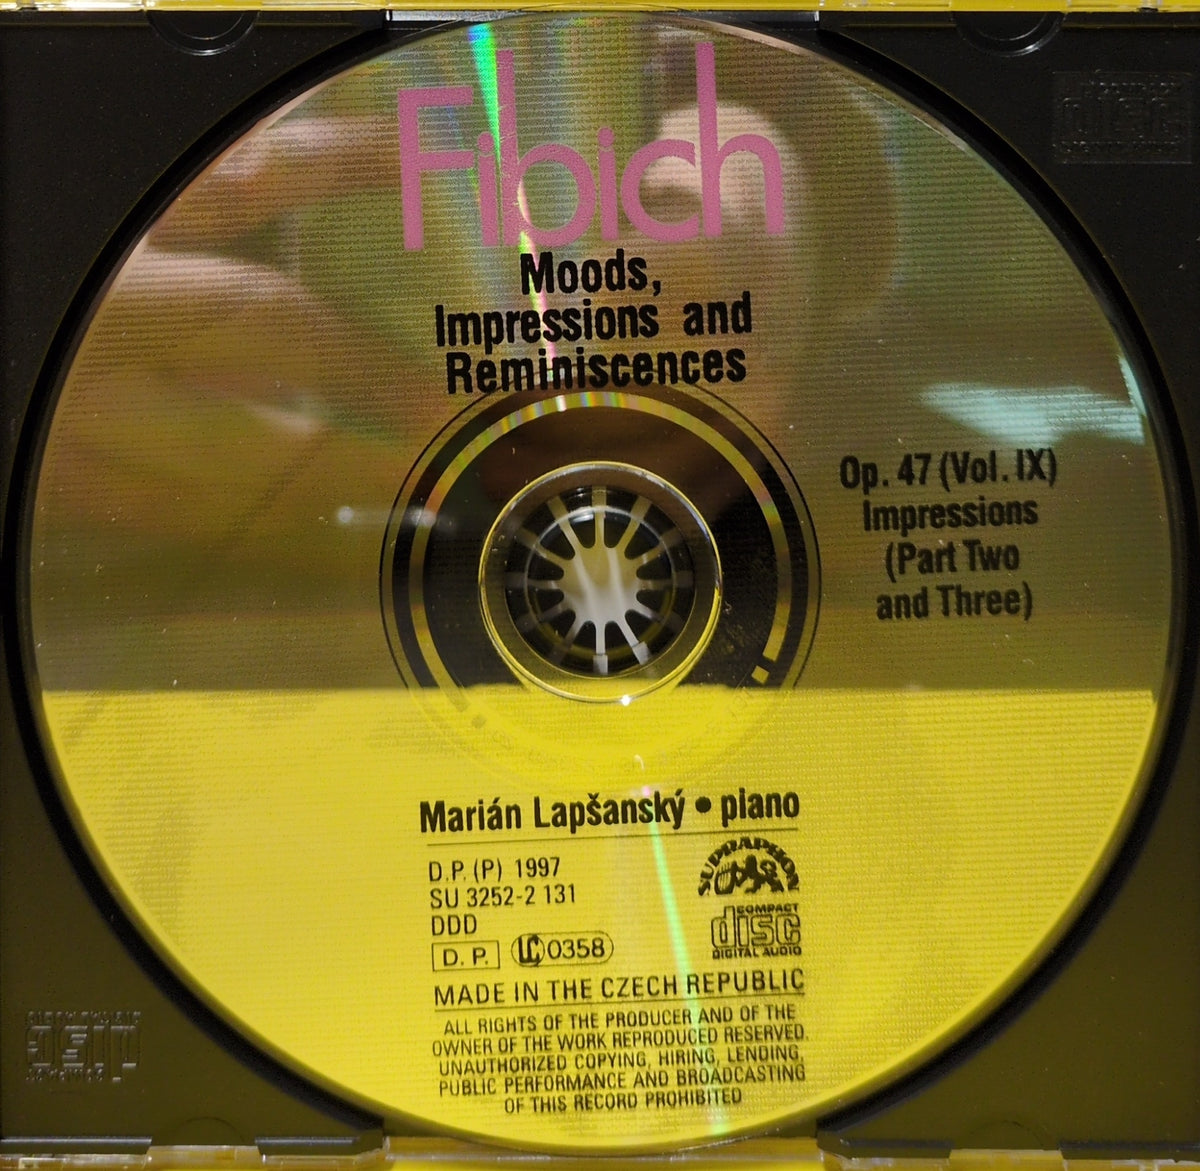 Fibich
Moods,
Impressions and
Reminiscences
Op. 47 (Vol. IX)
Impressions
(Part Two
and Three)
Marián Lapšanský • piano
D.P. (P) 1997
SU 3252-2 131
DDD
D. P.
LC 0358
SUPRAPHON
COMPACT
disc
DIGITAL AUDIO
MADE IN THE CZECH REPUBLIC
ALL RIGHTS OF THE PRODUCER AND OF THE
OWNER OF THE WORK REPRODUCED RESERVED.
UNAUTHORIZED COPYING, HIRING, LENDING,
PUBLIC PERFORMANCE AND BROADCASTING
OF THIS RECORD PROHIBITED